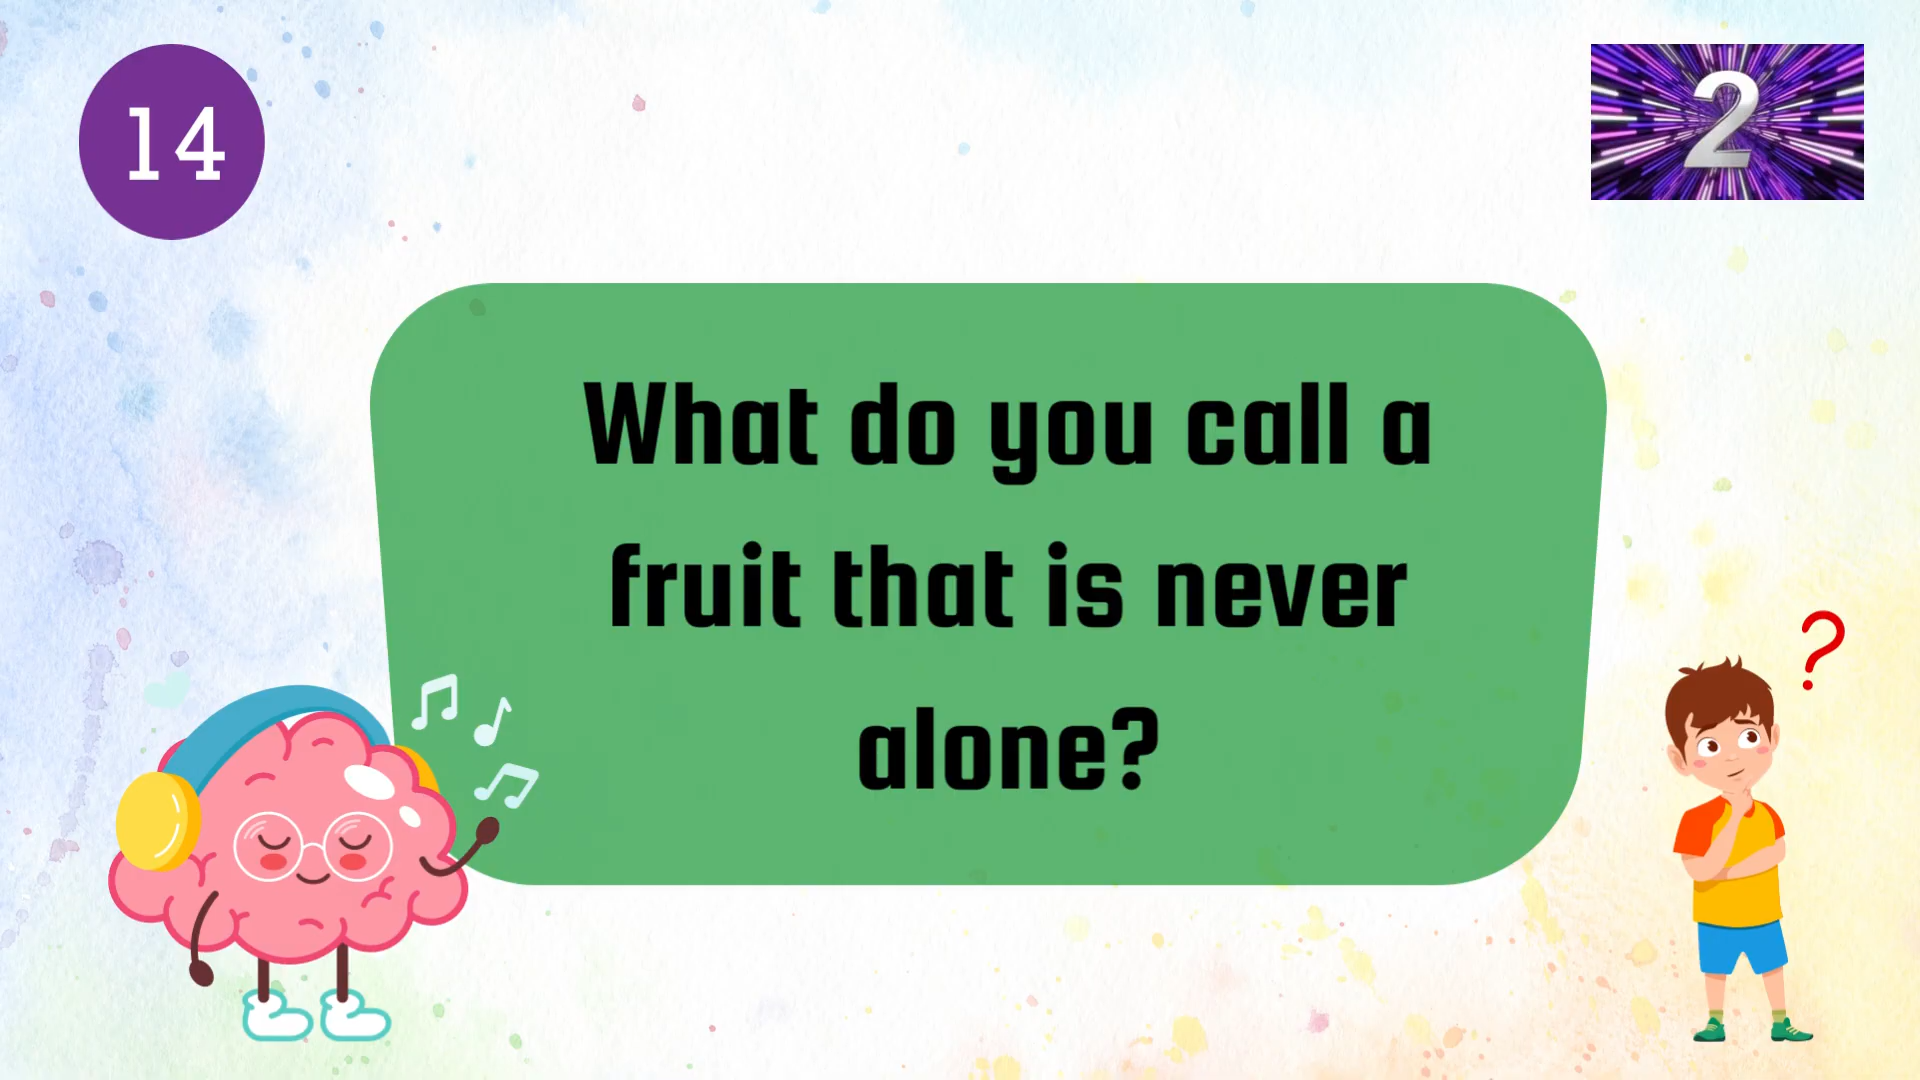 14
2
What do you call a
fruit that is never
alone?
?